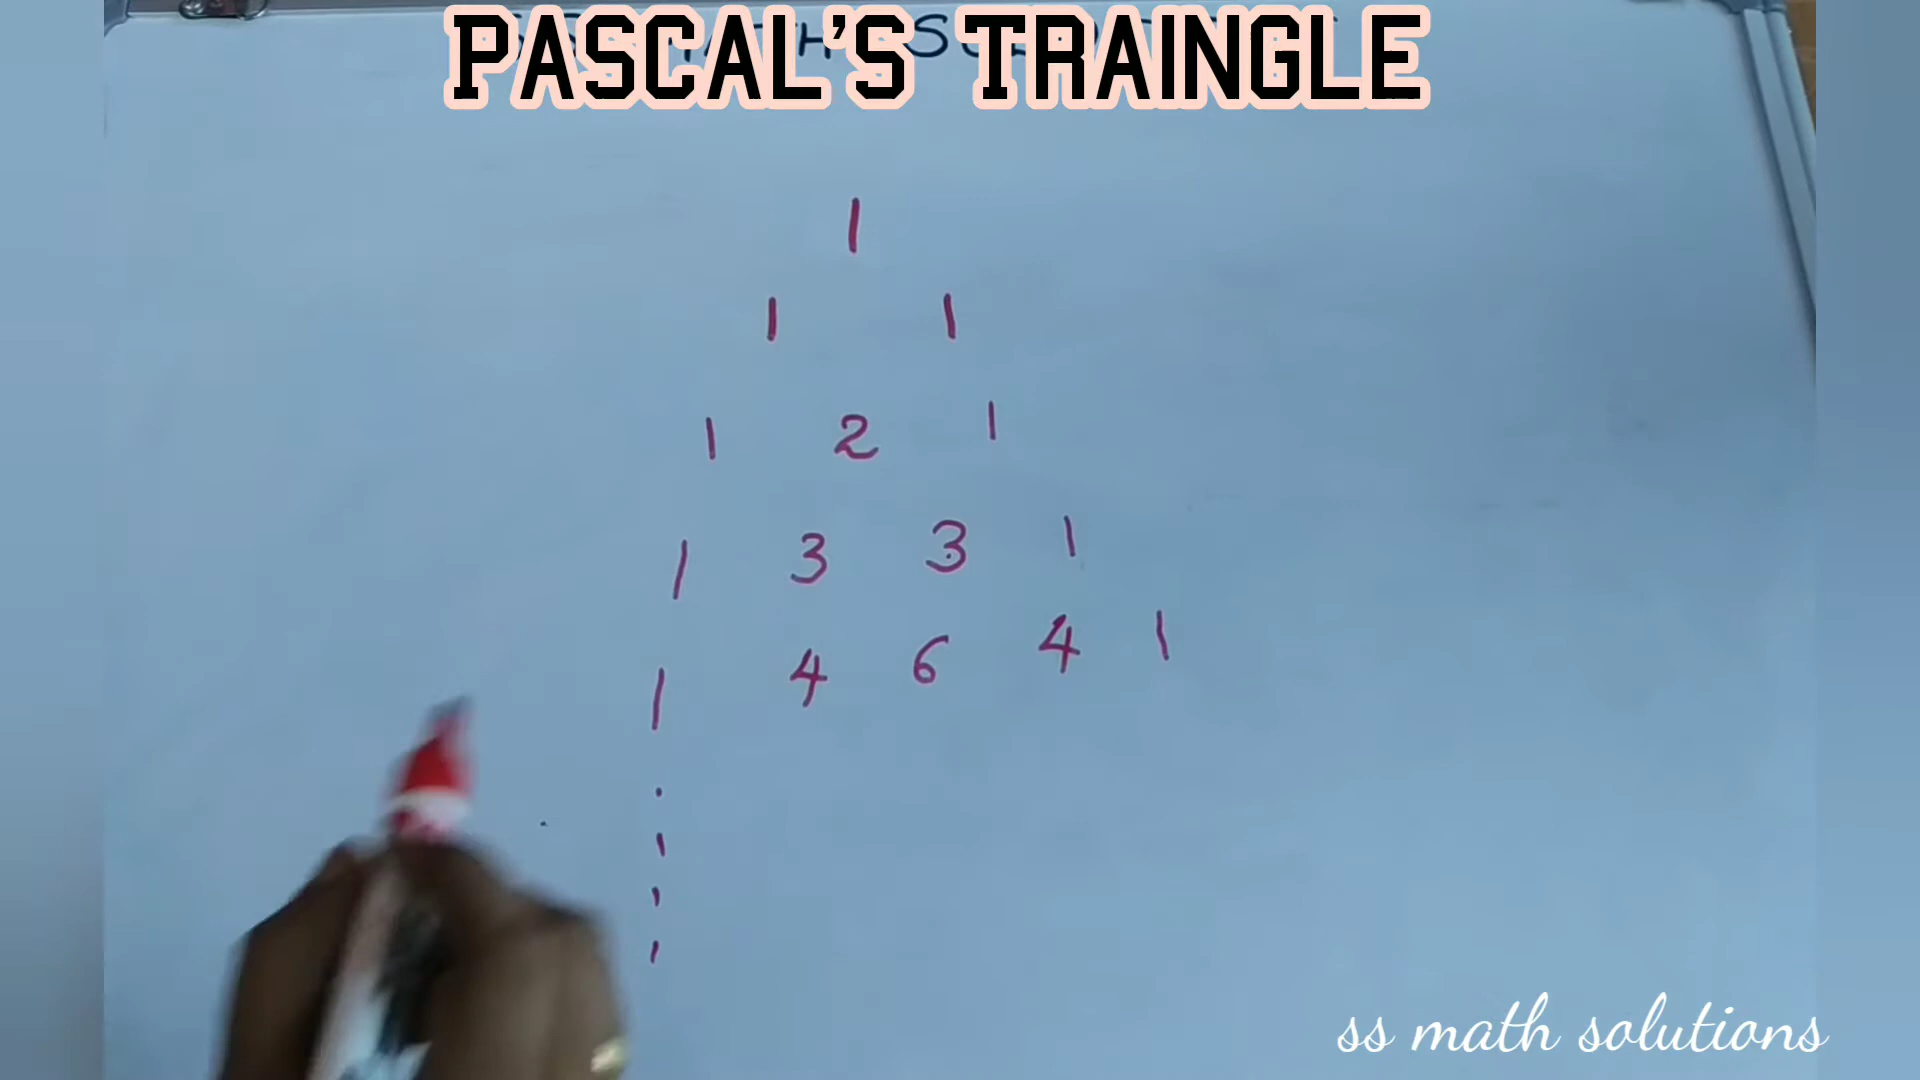 PASCAL'S TRAINGLE
1
1 1
1 2 1
1 3 3 1
1 4 6 4 1
ss math solutions